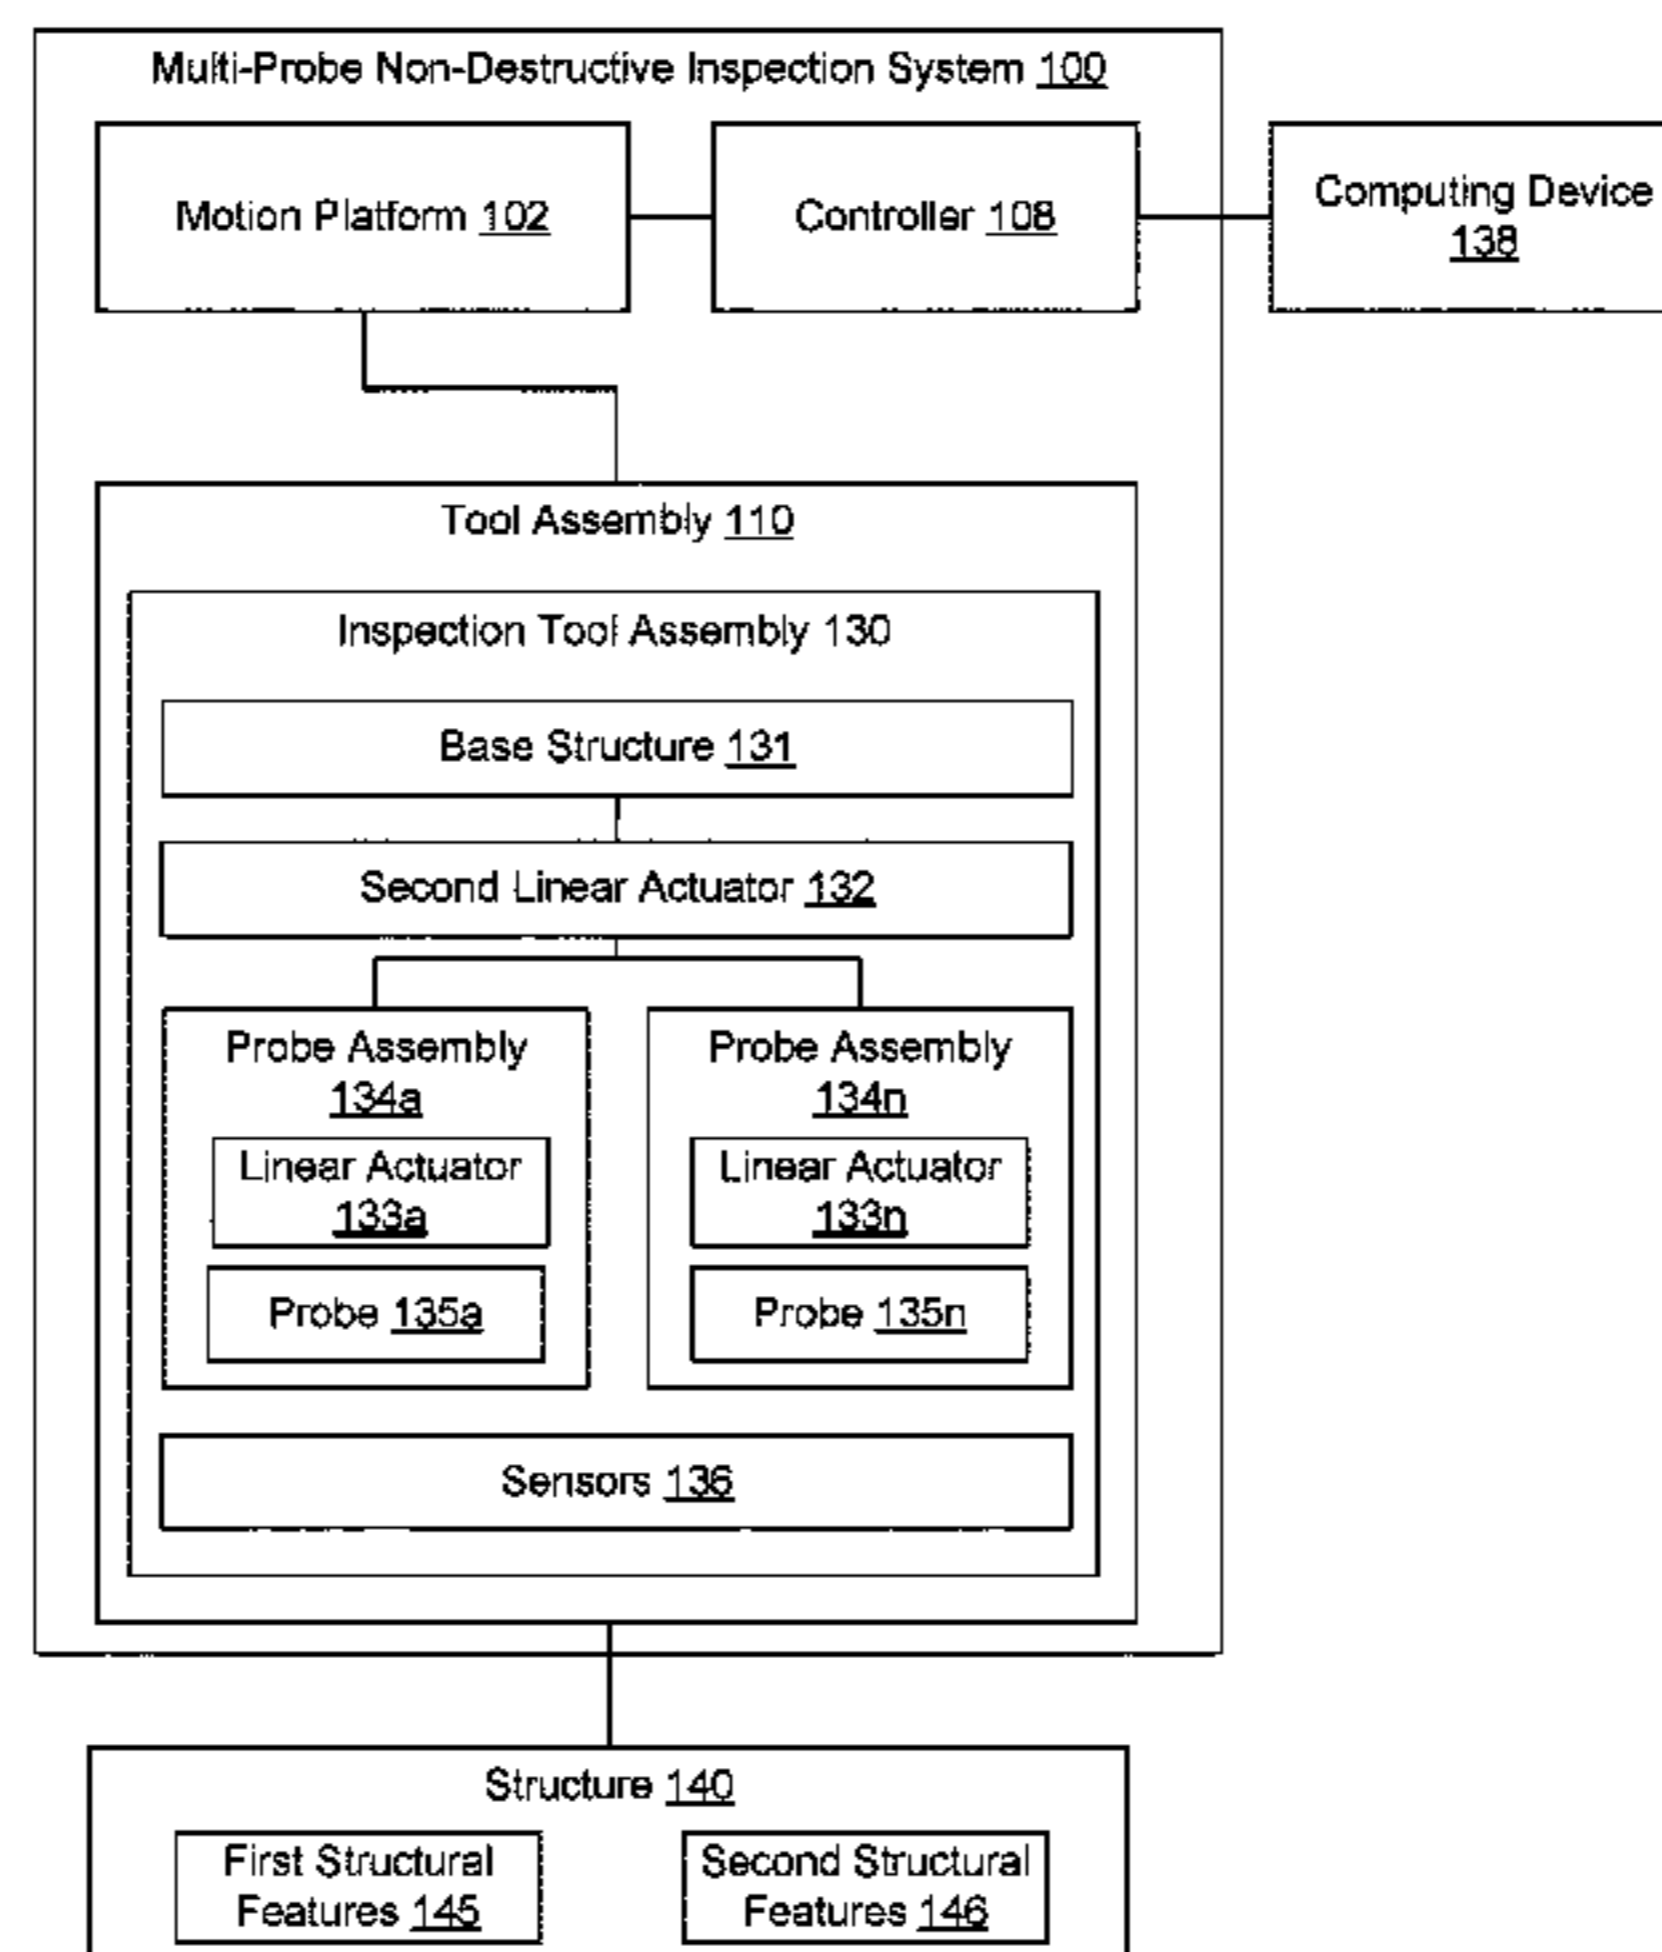 Multi-Probe Non-Destructive Inspection System 100
Motion Platform 102
Controller 108
Computing Device
138
Tool Assembly 110
Inspection Tool Assembly 130
Base Structure 131
Second Linear Actuator 132
Probe Assembly
134a
Linear Actuator
133a
Probe 135a
Probe Assembly
134n
Linear Actuator
133n
Probe 135n
Sensors 136
Structure 140
First Structural
Features 145
Second Structural
Features 146